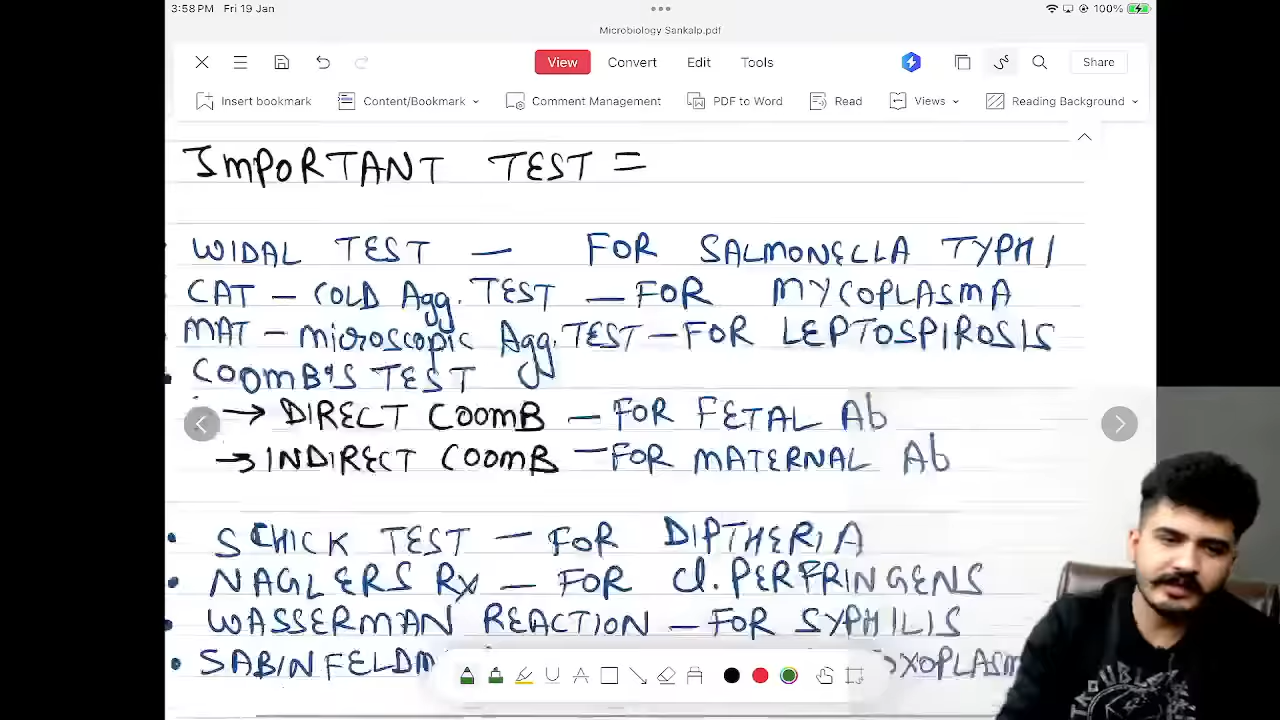 3:58 PM Fri 19 Jan
100%
Microbiology Sankalp.pdf
View Convert Edit Tools Share
Insert bookmark Content/Bookmark Comment Management PDF to Word Read Views Reading Background
IMPORTANT TEST =
WIDAL TEST — FOR SALMONELLA TYPHI
CAT — COLD Agg. TEST — FOR MYCOPLASMA
MAT — microscopic Agg. TEST — FOR LEPTOSPIROSIS
COOMB'S TEST
→ DIRECT COOMB — FOR FETAL Ab
→ INDIRECT COOMB — FOR MATERNAL Ab
• SCHICK TEST — FOR DIPTHERIA
• NAGLERS Rx — FOR Cl. PERFRINGENS
• WASSERMAN REACTION — FOR SYPHILIS
• SABINFELDM